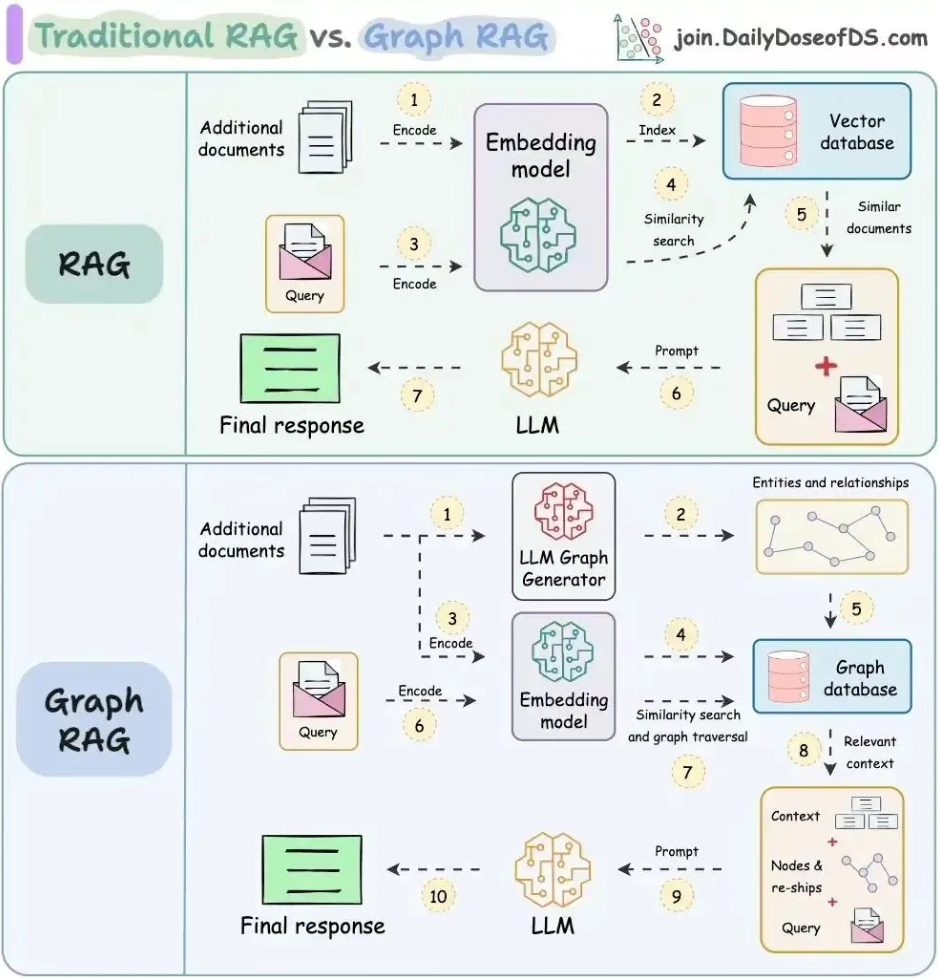 Traditional RAG vs. Graph RAG
join.DailyDoseofDS.com
RAG
Additional
documents
1
Encode
Embedding
model
2
Index
Vector
database
4
Similarity
search
5
Similar
documents
Query
3
Encode
Final response
7
LLM
Prompt
6
+
Query
Graph
RAG
Additional
documents
1
LLM Graph
Generator
2
Entities and relationships
3
Encode
Embedding
model
4
5
Graph
database
Query
Encode
6
Similarity search
and graph traversal
7
8
Relevant
context
Context
+
Nodes &
re-ships
+
Query
Prompt
9
LLM
10
Final response